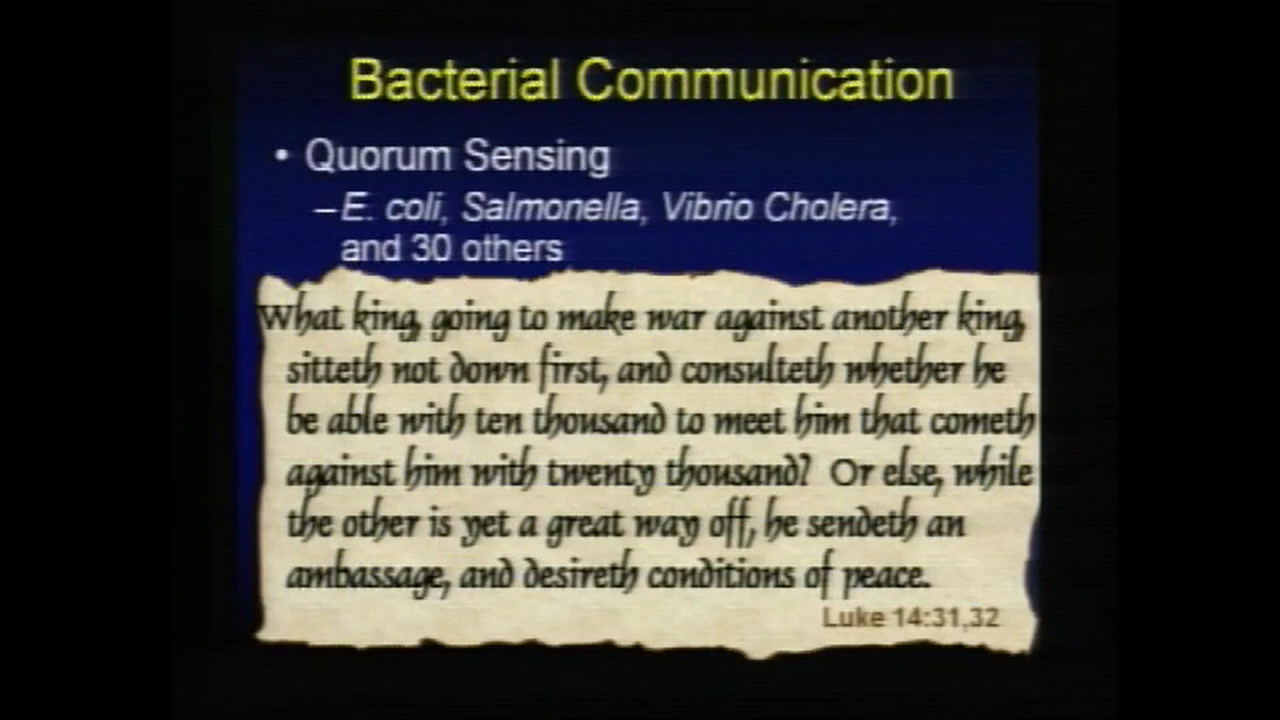 Bacterial Communication
• Quorum Sensing
–E. coli, Salmonella, Vibrio Cholera,
and 30 others
What king, going to make war against another king,
sitteth not down first, and consulteth whether he
be able with ten thousand to meet him that cometh
against him with twenty thousand? Or else, while
the other is yet a great way off, he sendeth an
ambassage, and desireth conditions of peace.
Luke 14:31,32